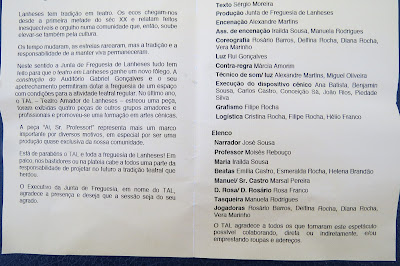 Lanheses tem tradição em teatro. Os ecos chegam-nos
desde a primeira metade do séc XX e relatam feitos
inesquecíveis e orgulho numa comunidade que, então, soube
elevar-se também pela cultura.
Os tempos mudaram, as estreias rarearam, mas a tradição e a
responsabilidade de a manter vivo permaneceram.
Neste sentido a Junta de Freguesia de Lanheses tudo tem
feito para que o teatro em Lanheses ganhe um novo fôlego. A
construção do Auditório Gabriel Gonçalves e o seu
apetrechamento permitiram dotar a freguesia de um espaço
com condições para a atividade teatral regular. No último ano,
o TAL – Teatro Amador de Lanheses – estreou uma peça,
foram exibidas quatro peças de outros grupos amadores e
profissionais e promoveu-se uma formação em artes cénicas.
A peça “Ai, Sr. Professor” representa mais um marco
importante por diversos motivos, em especial por ser uma
produção quase exclusiva da nossa comunidade.
Está de parabéns o TAL e toda a freguesia de Lanheses! Em
palco, nos bastidores ou na plateia cabe a todos uma parte da
responsabilidade de projetar no futuro a tradição teatral que
herdou.
O Executivo da Junta de Freguesia, em nome do TAL,
agradece a presença e deseja que a sessão seja do seu
agrado.
Texto Sérgio Moreira
Produção Junta de Freguesia de Lanheses
Encenação Alexandre Martins
Ass. de encenação Iralda Sousa, Manuela Rodrigues
Coreografia Rosário Barros, Delfina Rocha, Diana Rocha,
Vera Marinho
Luz Rui Gonçalves
Contra-regra Márcia Amorim
Técnico de som/ luz Alexandre Martins, Miguel Oliveira
Execução do dispositivo cénico Ana Batista, Benjamim
Sousa, Carlos Castro, Conceição Sá, João Rios, Piedade
Silva
Grafismo Filipe Rocha
Logística Cristina Rocha, Filipe Rocha, Hélio Franco
Elenco
Narrador José Sousa
Professor Moisés Rebouço
Maria Iralda Sousa
Beatas Emília Castro, Esmeralda Rocha, Helena Brandão
Manuel/ Sr. Castro Marsal Pereira
D. Rosa/ D. Rosário Rosa Franco
Tasqueira Manuela Rodrigues
Jogadoras Rosário Barros, Delfina Rocha, Diana Rocha,
Vera Marinho
O TAL agradece a todos os que tornaram este espetáculo
possível colaborando, direta ou indiretamente, e/ou
emprestando roupas e adereços.